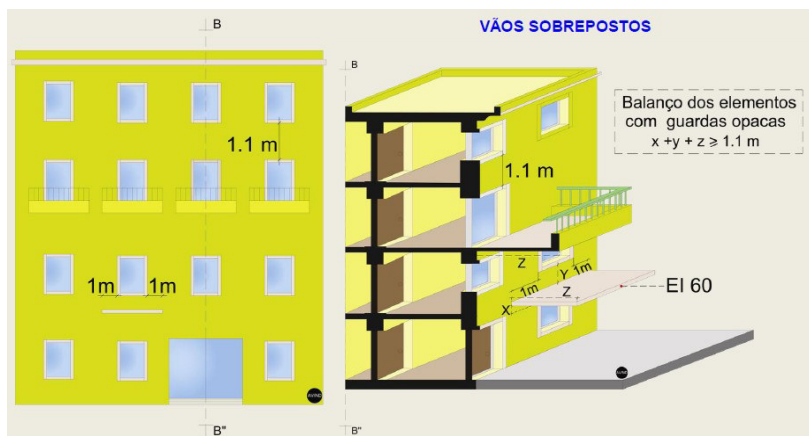 VÃOS SOBREPOSTOS
B
B
Balanço dos elementos
com guardas opacas
x +y + z ⩾ 1.1 m
1.1 m
1.1 m
Z
Y
1m
1m
Z
X
EI 60
1m
1m
B"
B"